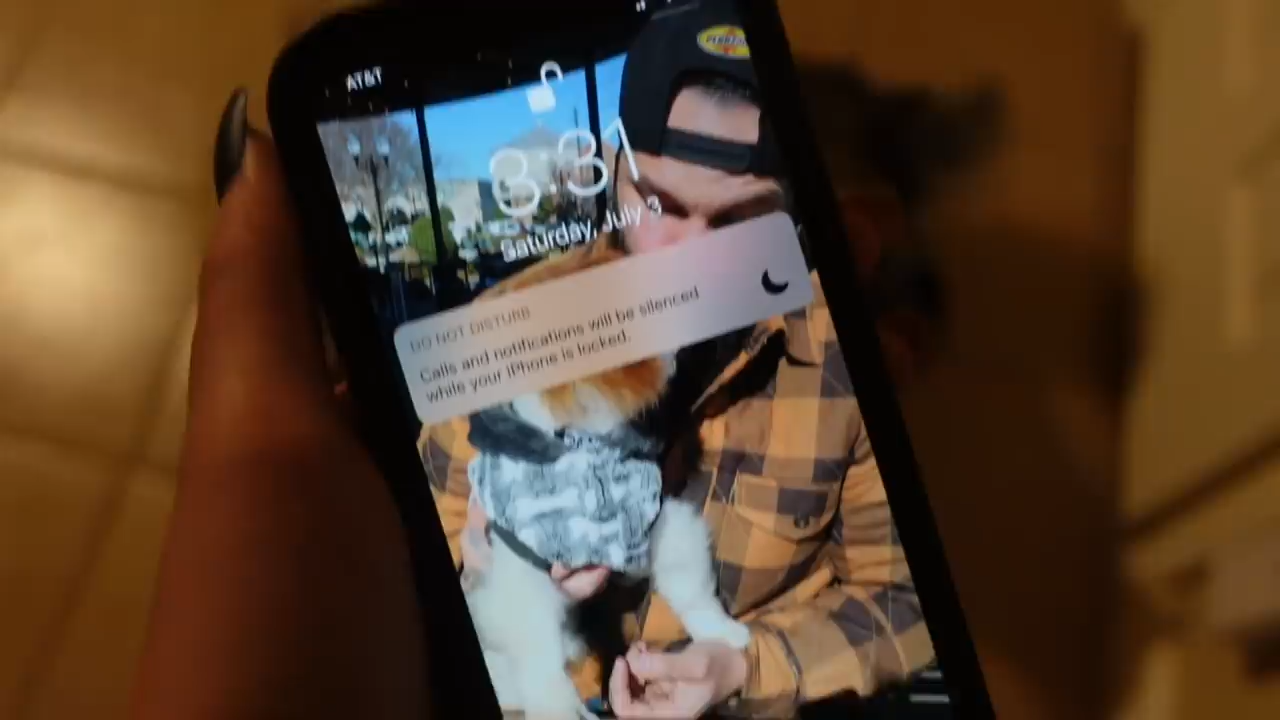 AT&T
3:31
Saturday, July 3
DO NOT DISTURB
Calls and notifications will be silenced
while your iPhone is locked.